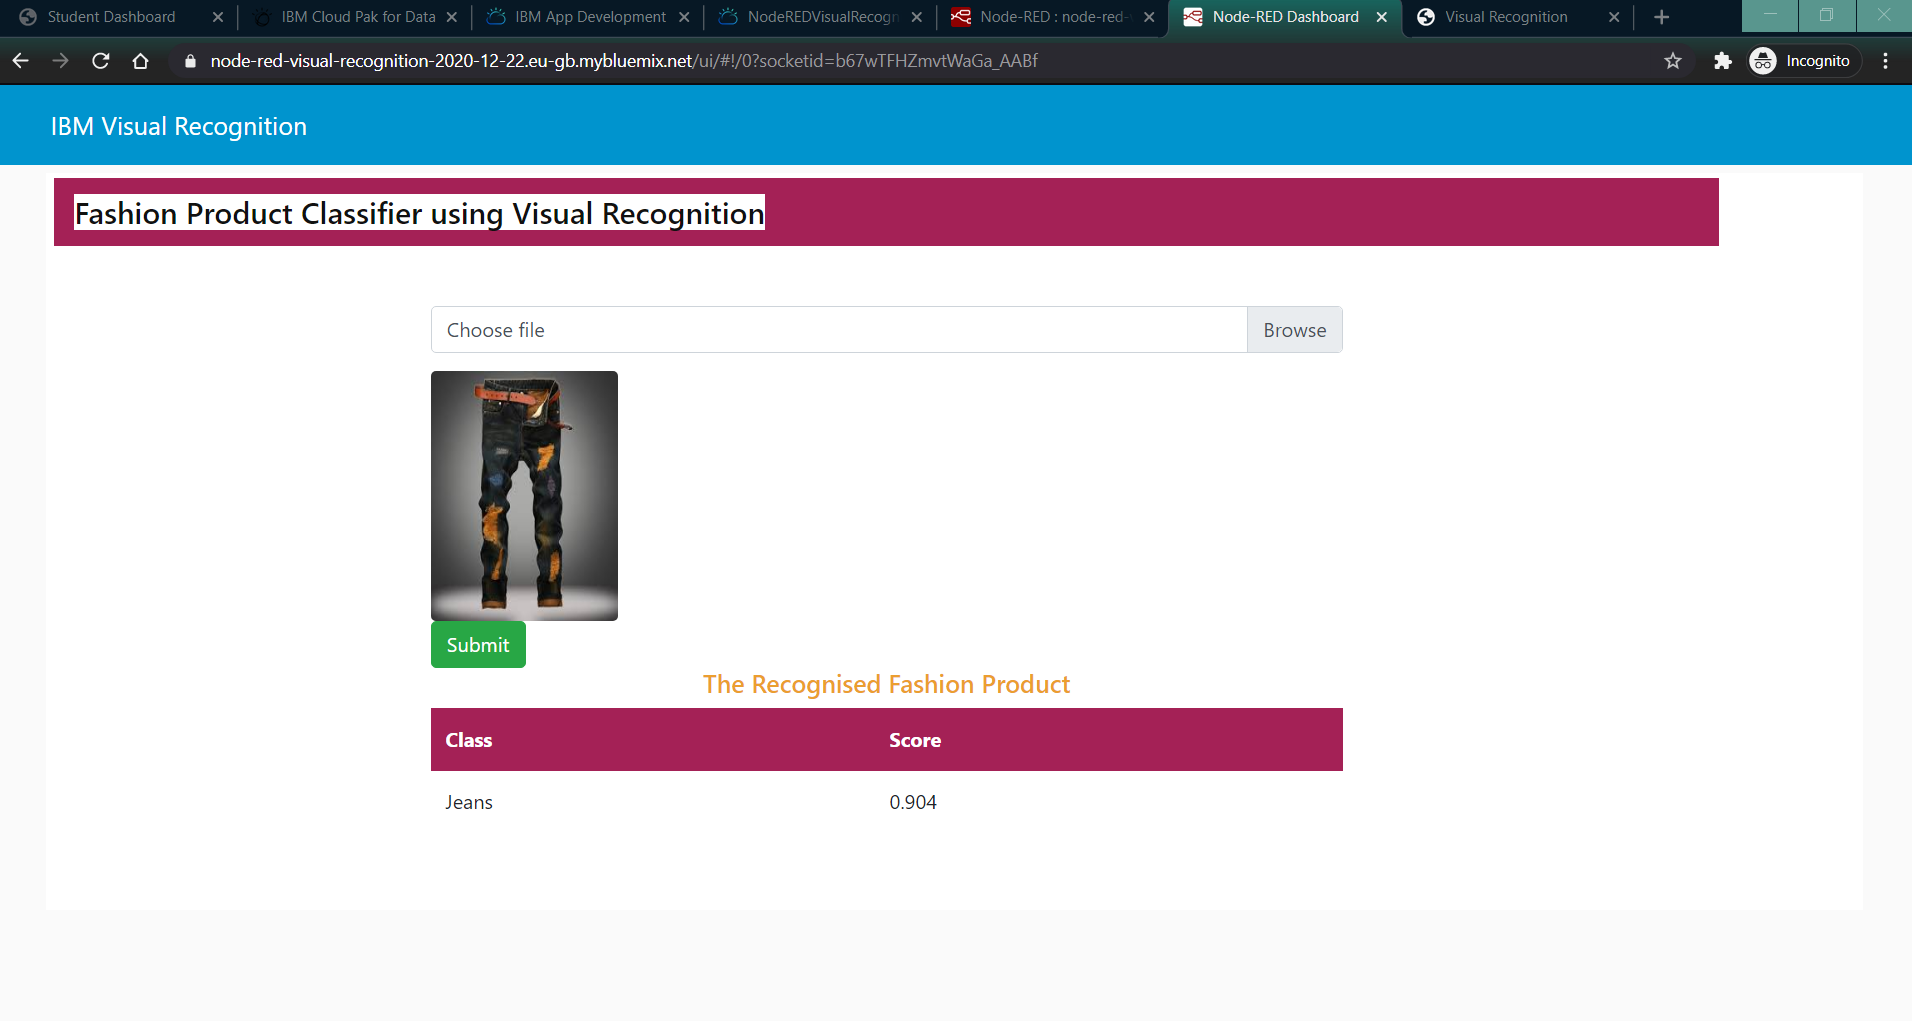 Student Dashboard
IBM Cloud Pak for Data
IBM App Development
NodeREDVisualRecogn
Node-RED : node-red-
Node-RED Dashboard
Visual Recognition
node-red-visual-recognition-2020-12-22.eu-gb.mybluemix.net/ui/#!/0?socketid=b67wTFHZmvtWaGa_AABf
Incognito
IBM Visual Recognition
Fashion Product Classifier using Visual Recognition
Choose file
Browse
Submit
The Recognised Fashion Product
Class Score
Jeans 0.904